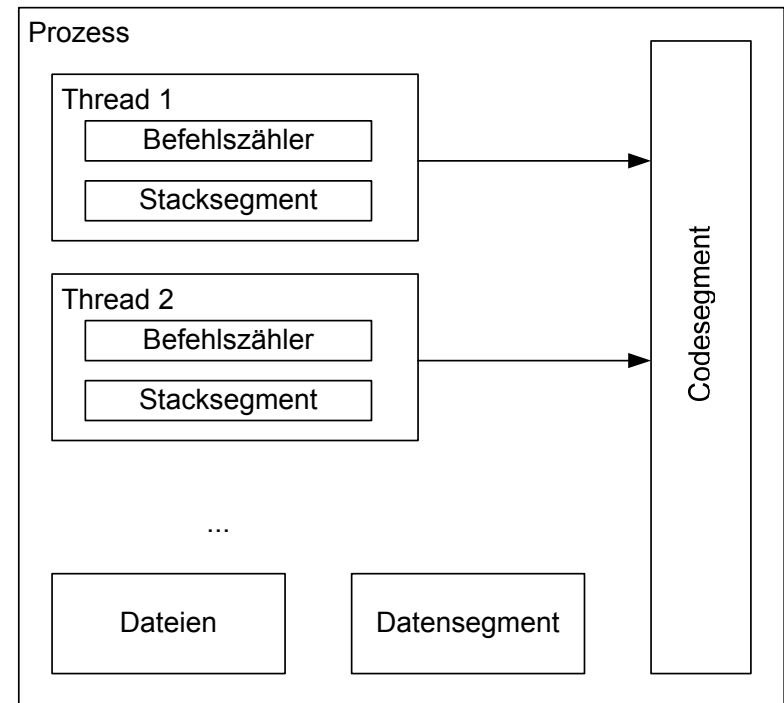 Prozess
Thread 1
Befehlszähler
Stacksegment
Thread 2
Befehlszähler
Stacksegment
...
Dateien
Datensegment
Codesegment